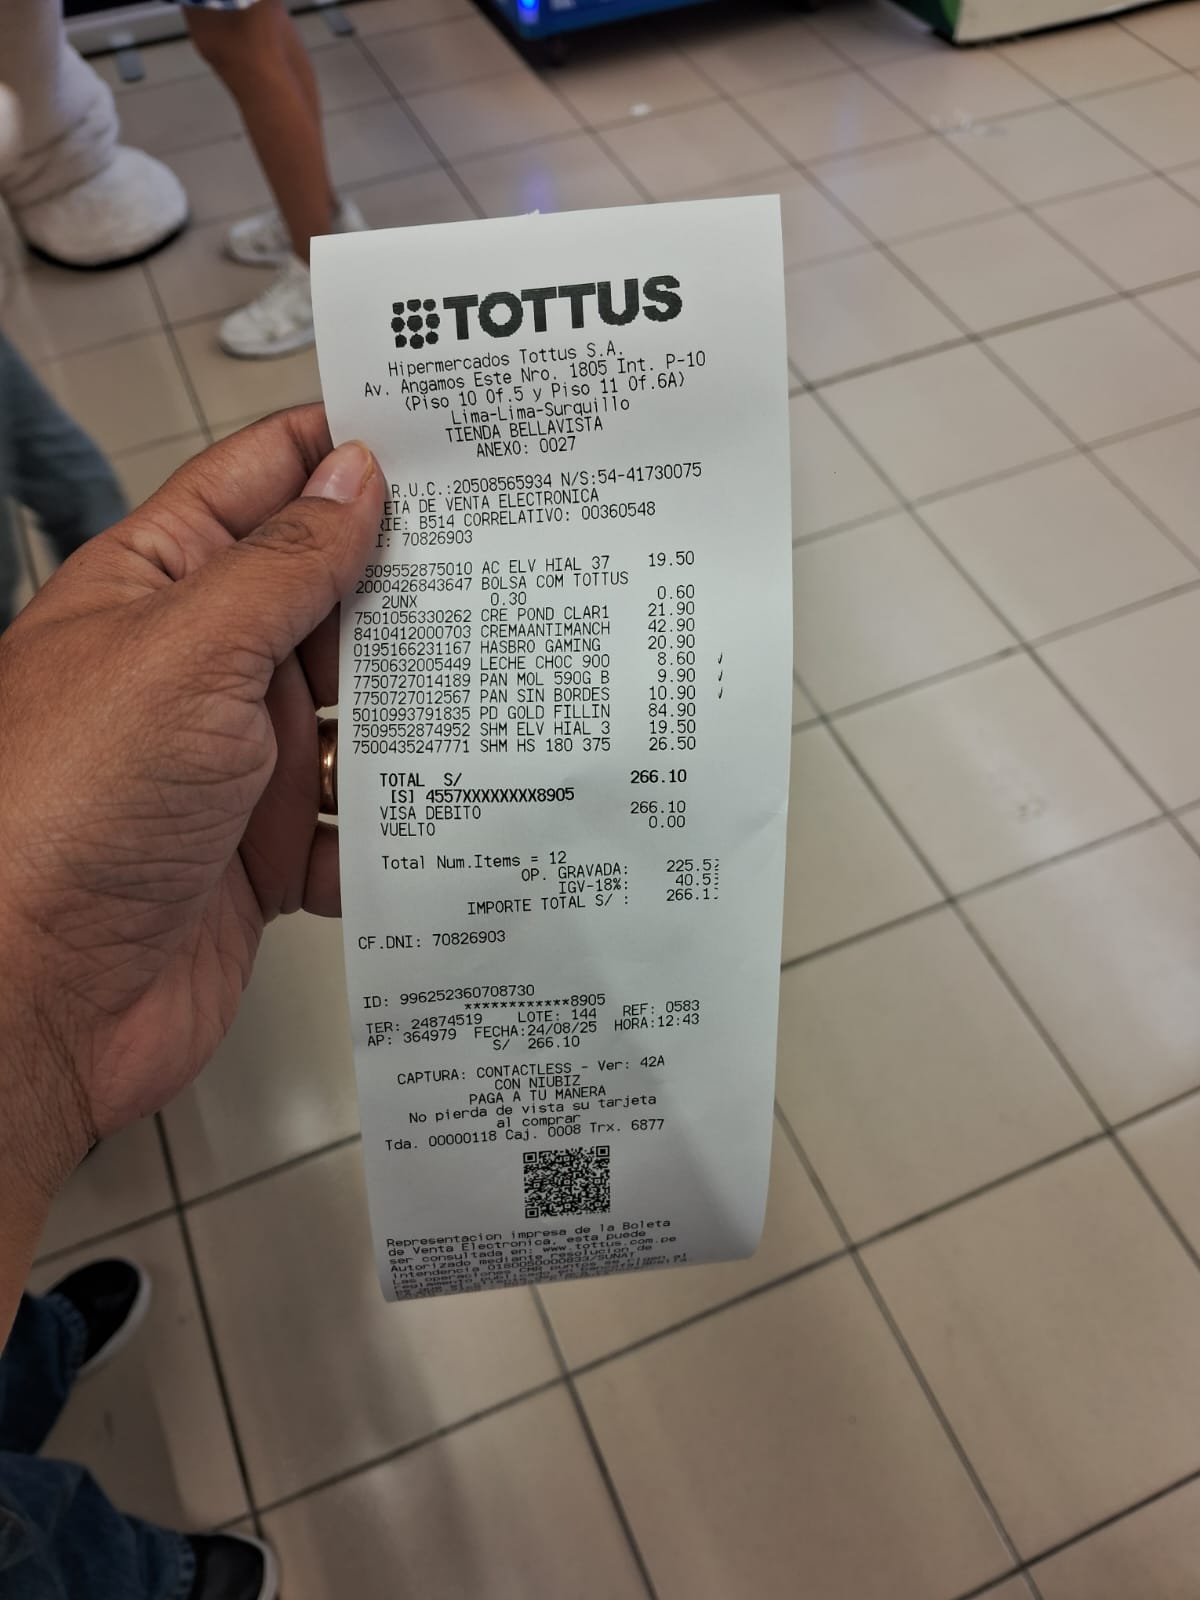 TOTTUS
Hipermercados Tottus S.A.
Av. Angamos Este Nro. 1805 Int. P-10
(Piso 10 Of.5 y Piso 11 Of.6A)
Lima-Lima-Surquillo
TIENDA BELLAVISTA
ANEXO: 0027
R.U.C.:20508565934 N/S:54-41730075
ETA DE VENTA ELECTRONICA
RIE: B514 CORRELATIVO: 00360548
I: 70826903
509552875010 AC ELV HIAL 37 19.50
2000426843647 BOLSA COM TOTTUS
2UNX 0.30 0.60
7501056330262 CRE POND CLAR1 21.90
8410412000703 CREMAANTIMANCH 42.90
0195166231167 HASBRO GAMING 20.90
7750632005449 LECHE CHOC 900 8.60 ✓
7750727014189 PAN MOL 590G B 9.90 ✓
7750727012567 PAN SIN BORDES 10.90 ✓
5010993791835 PD GOLD FILLIN 84.90
7509552874952 SHM ELV HIAL 3 19.50
7500435247771 SHM HS 180 375 26.50
TOTAL S/ 266.10
[S] 4557XXXXXXXX8905
VISA DEBITO 266.10
VUELTO 0.00
Total Num.Items = 12
OP. GRAVADA: 225.5
IGV-18%: 40.5
IMPORTE TOTAL S/ : 266.1
CF.DNI: 70826903
ID: 996252360708730
************8905
TER: 24874519 LOTE: 144 REF: 0583
AP: 364979 FECHA:24/08/25 HORA:12:43
S/ 266.10
CAPTURA: CONTACTLESS - Ver: 42A
CON NIUBIZ
PAGA A TU MANERA
No pierda de vista su tarjeta
al comprar
Tda. 00000118 Caj. 0008 Trx. 6877
Representacion impresa de la Boleta
de Venta Electronica, esta puede
ser consultada en: www.tottus.com.pe
Autorizado mediante resolucion de
Intendencia 0180050000833/SUNAT
Las operaciones CMR puntos se rigen al